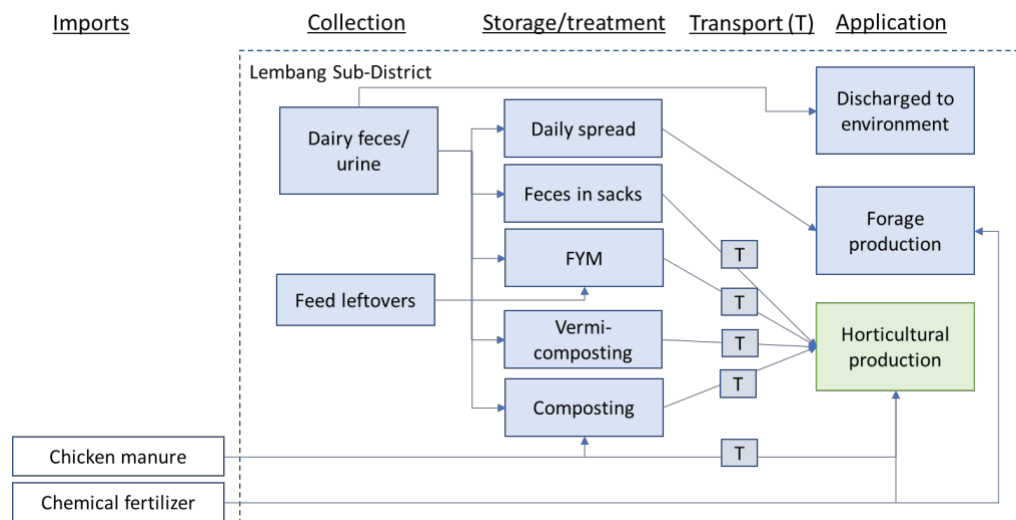 Imports Collection Storage/treatment Transport (T) Application
Lembang Sub-District
Dairy feces/
urine
Feed leftovers
Daily spread
Feces in sacks
FYM
Vermi-
composting
Composting
T
T
T
T
T
Discharged to
environment
Forage
production
Horticultural
production
Chicken manure
Chemical fertilizer